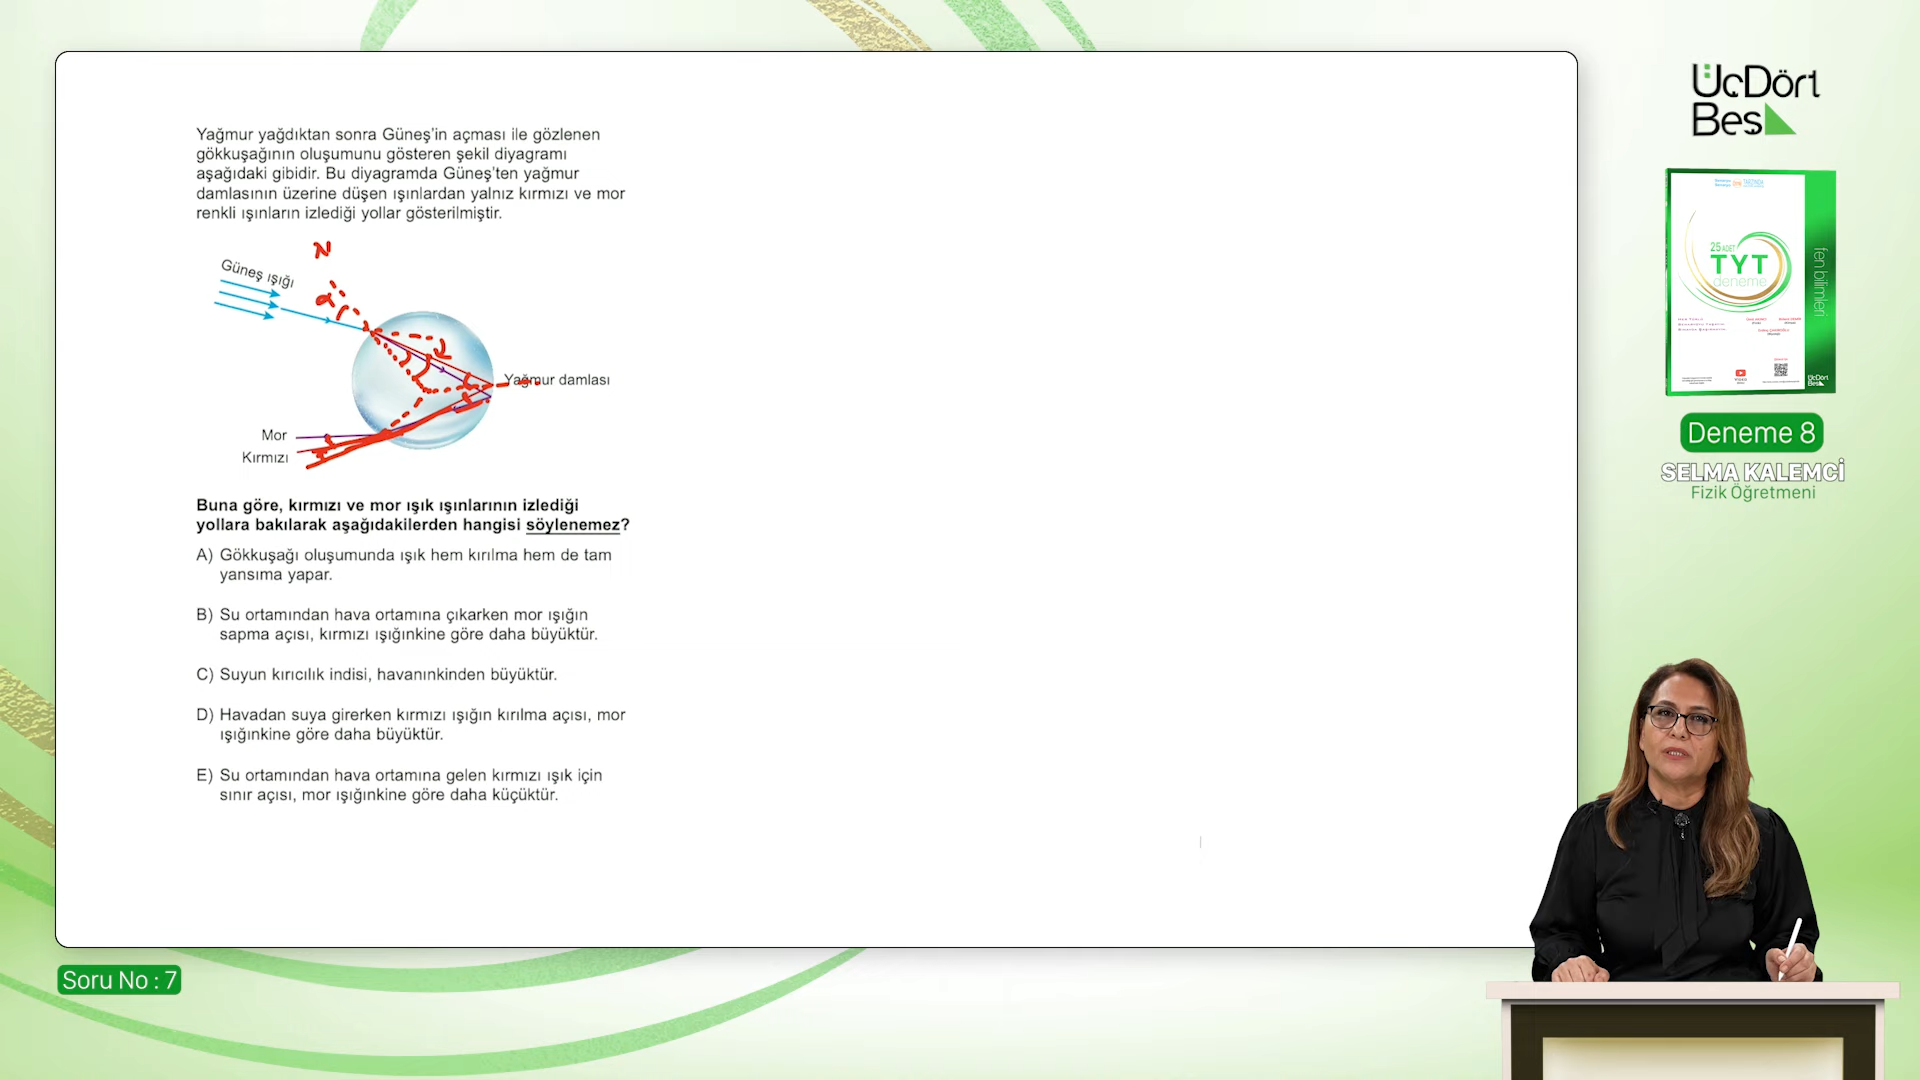 Yağmur yağdıktan sonra Güneş'in açması ile gözlenen
gökkuşağının oluşumunu gösteren şekil diyagramı
aşağıdaki gibidir. Bu diyagramda Güneş'ten yağmur
damlasının üzerine düşen ışınlardan yalnız kırmızı ve mor
renkli ışınların izlediği yollar gösterilmiştir.
N
Güneş ışığı
α
Yağmur damlası
Mor
Kırmızı
Buna göre, kırmızı ve mor ışık ışınlarının izlediği
yollara bakılarak aşağıdakilerden hangisi söylenemez?
A) Gökkuşağı oluşumunda ışık hem kırılma hem de tam
yansıma yapar.
B) Su ortamından hava ortamına çıkarken mor ışığın
sapma açısı, kırmızı ışığınkine göre daha büyüktür.
C) Suyun kırıcılık indisi, havanınkinden büyüktür.
D) Havadan suya girerken kırmızı ışığın kırılma açısı, mor
ışığınkine göre daha büyüktür.
E) Su ortamından hava ortamına gelen kırmızı ışık için
sınır açısı, mor ışığınkine göre daha küçüktür.
Soru No : 7
ÜçDört
Beş
25 ADET
TYT
deneme
fen bilimleri
ÜçDört
Beş
Deneme 8
SELMA KALEMCİ
Fizik Öğretmeni